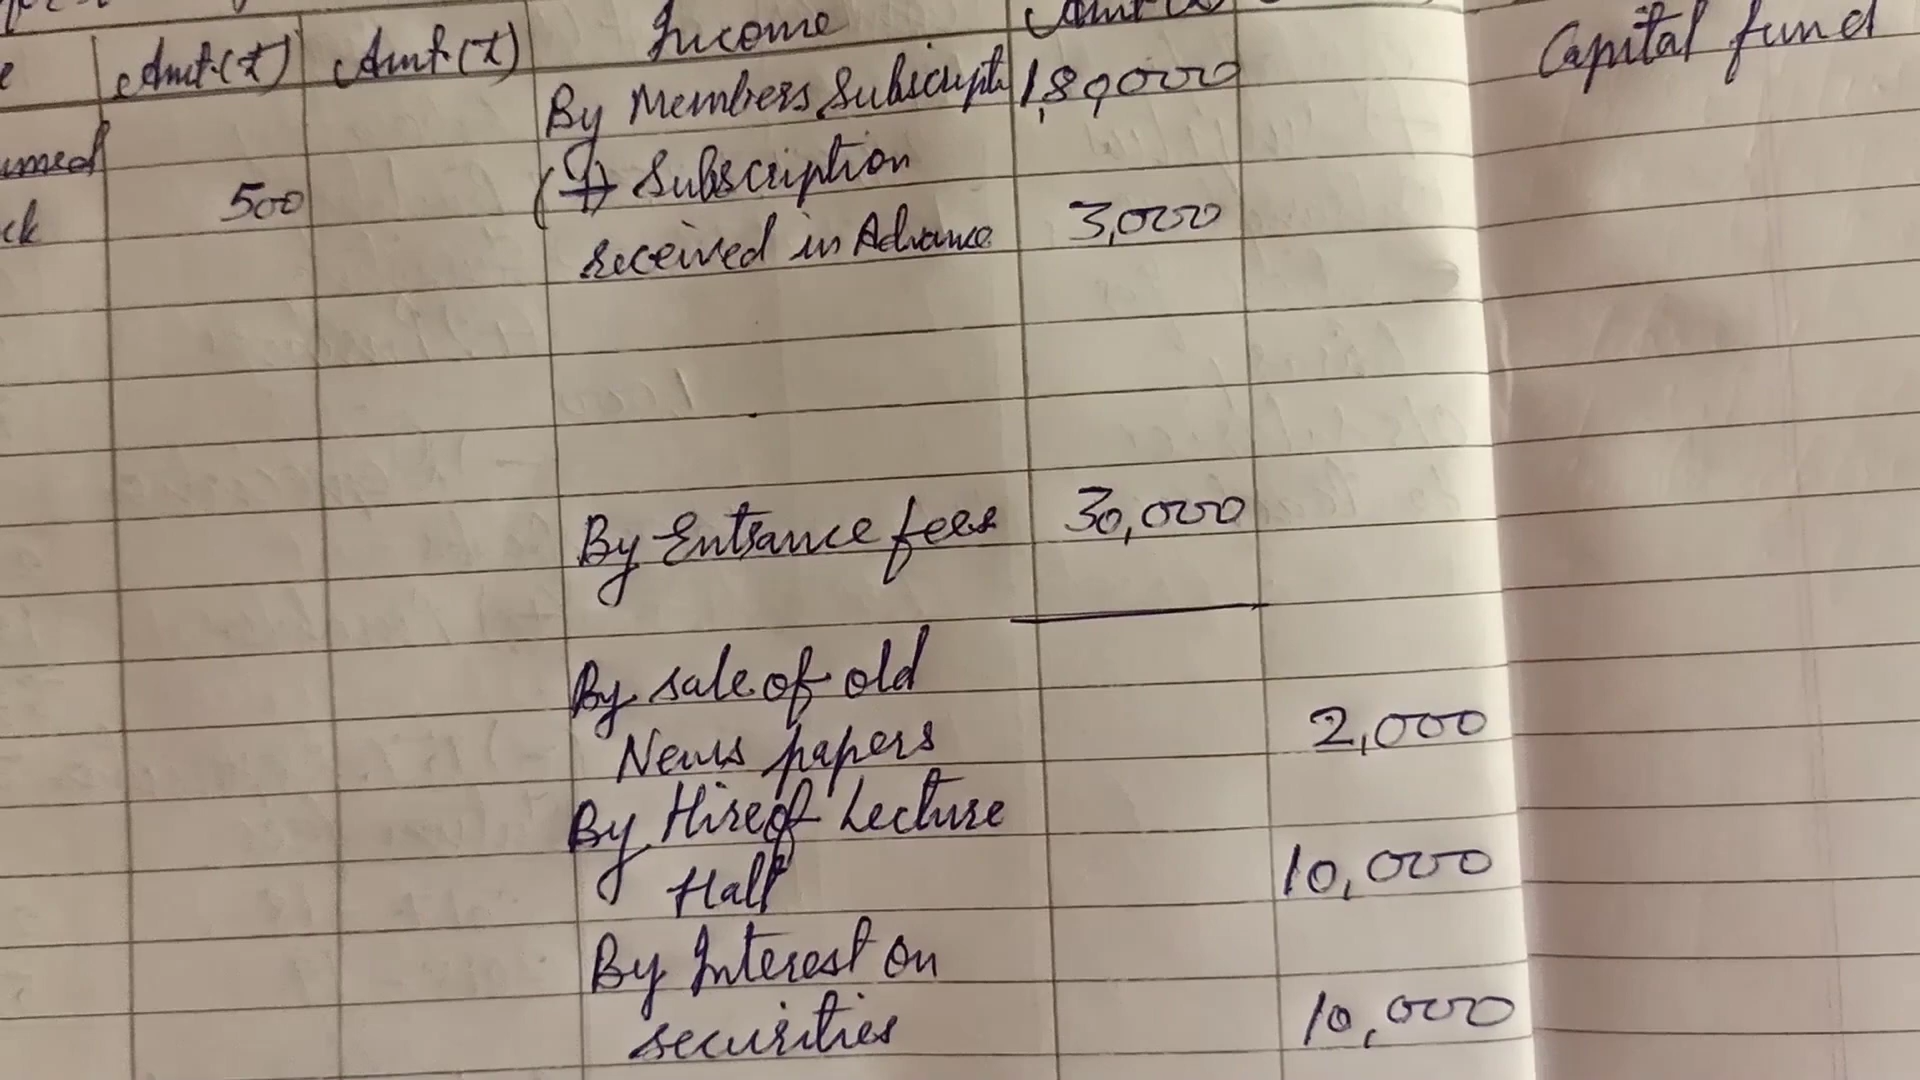 Amt.(₹) Amt.(₹) Income
By Members Subscript 1,80,000
(+) Subscription
500 received in Advance 3,000
By Entrance fees 30,000
By sale of old
News papers 2,000
By Hire of Lecture
Hall 10,000
By Interest on
securities 10,000
Capital fund